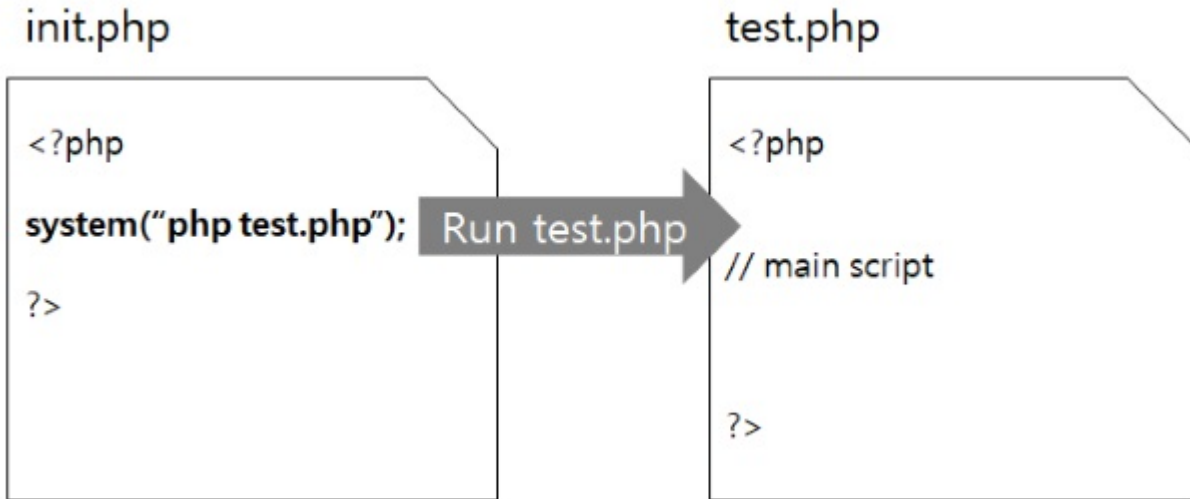 init.php
<?php
system(“php test.php”);
?>
Run test.php
test.php
<?php
// main script
?>